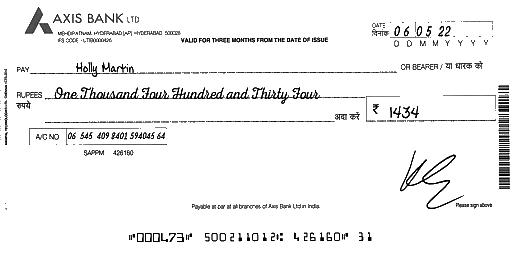 AXIS BANK LTD
MEHDIPATNAM, HYDERABAD [AP] HYDERABAD 500028
IFS CODE - UTIB0000426
VALID FOR THREE MONTHS FROM THE DATE OF ISSUE
DATE दिनांक 06 05 22
D D M M Y Y Y Y
PAY Holly Martin OR BEARER / या धारक को
RUPEES One Thousand Four Hundred and Thirty Four
रुपये अदा करें ₹ 1434
A/C NO 06 545 409 8401 594045 64
SAPPM 426160
Payable at par at all branches of Axis Bank Ltd in India.
Please sign above
⑈000473⑈ 500211012⑆ 426160⑈ 31